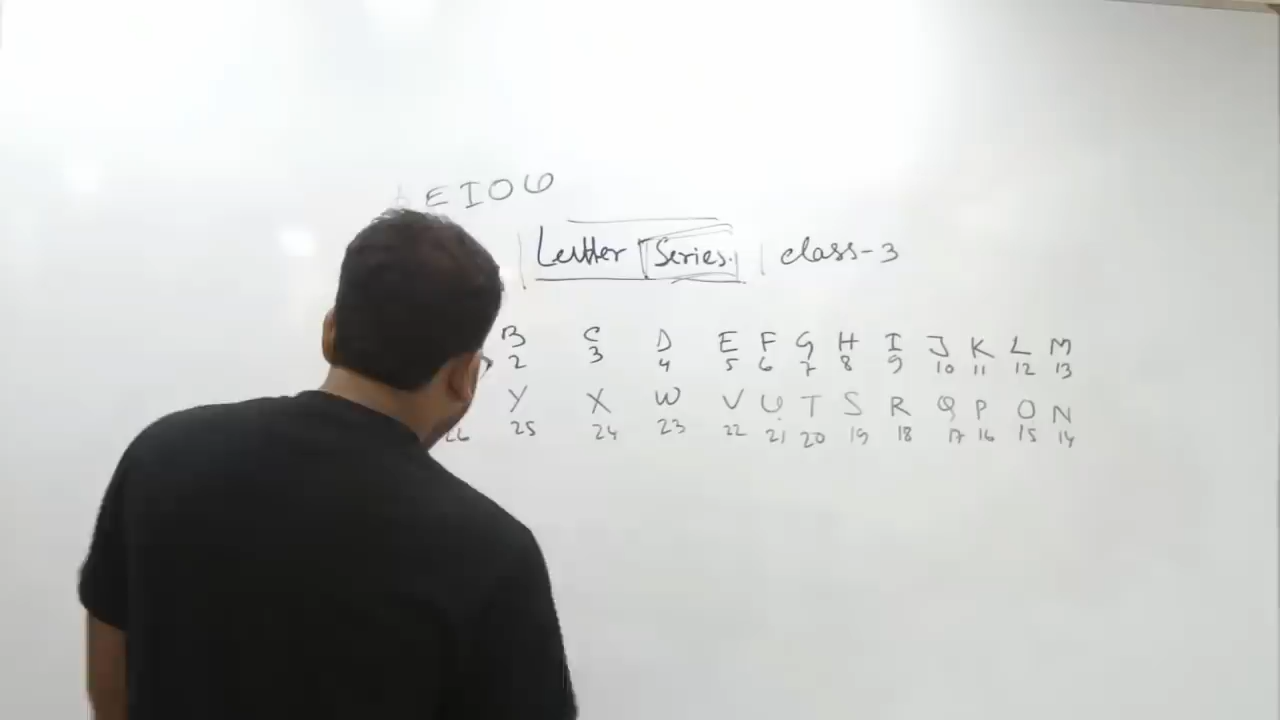 A E I O U
Letter Series. | class-3
B C D E F G H I J K L M
2 3 4 5 6 7 8 9 10 11 12 13
Y X W V U T S R Q P O N
26 25 24 23 22 21 20 19 18 17 16 15 14